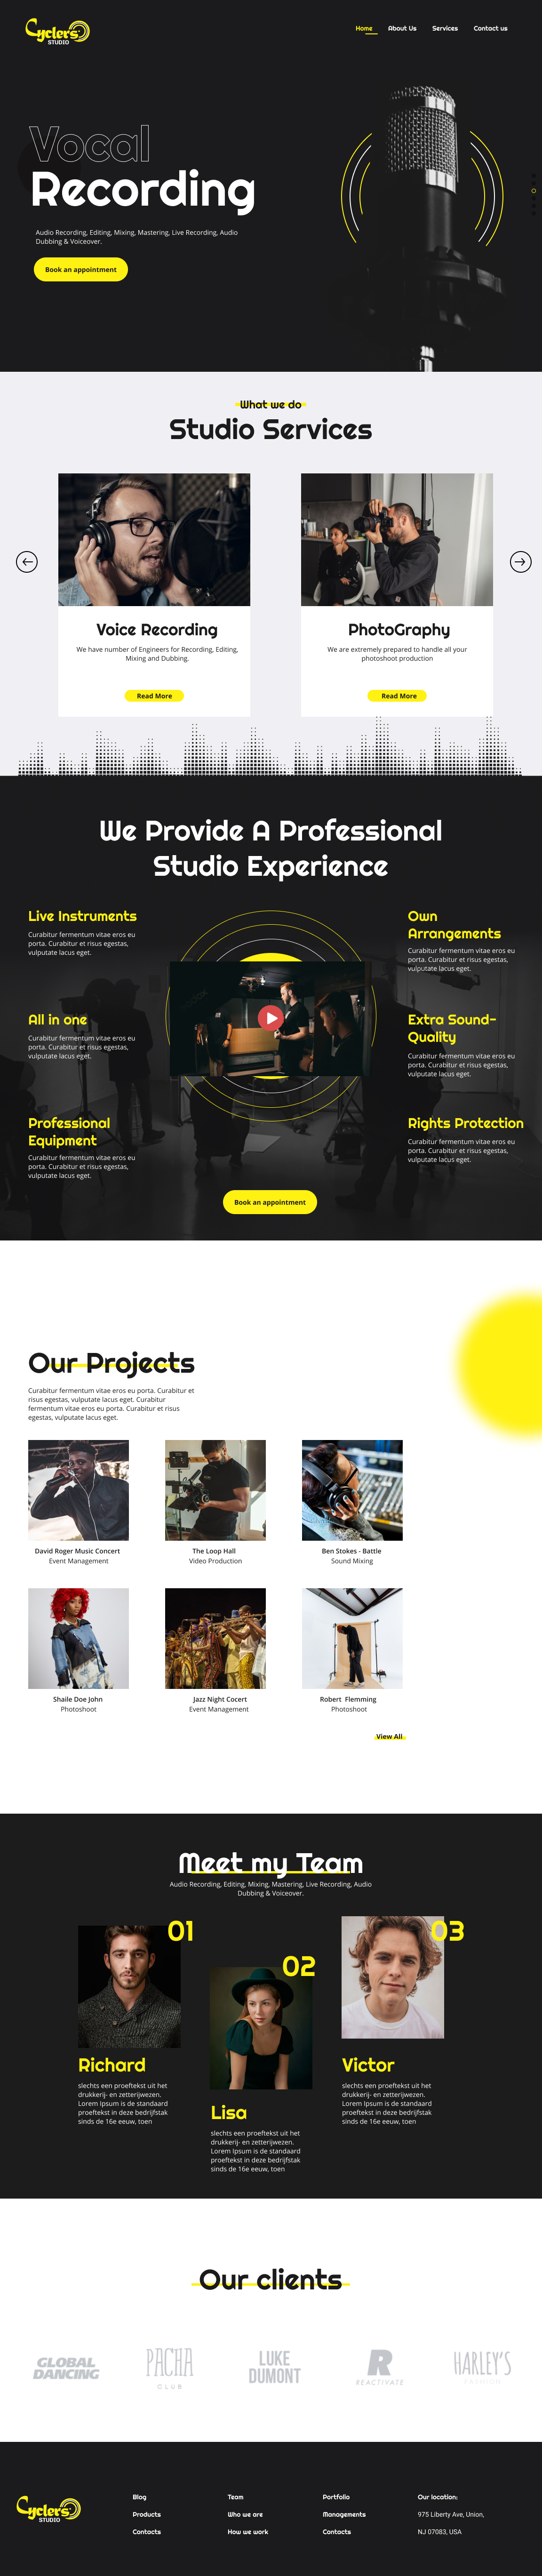 Cyclers
STUDIO
Home
About Us
Services
Contact us
Vocal
Recording
Audio Recording, Editing, Mixing, Mastering, Live Recording, Audio
Dubbing & Voiceover.
Book an appointment
What we do
Studio Services
Voice Recording
We have number of Engineers for Recording, Editing,
Mixing and Dubbing.
Read More
PhotoGraphy
We are extremely prepared to handle all your
photoshoot production
Read More
We Provide A Professional
Studio Experience
Live Instruments
Curabitur fermentum vitae eros eu
porta. Curabitur et risus egestas,
vulputate lacus eget.
All in one
Curabitur fermentum vitae eros eu
porta. Curabitur et risus egestas,
vulputate lacus eget.
Professional
Equipment
Curabitur fermentum vitae eros eu
porta. Curabitur et risus egestas,
vulputate lacus eget.
Own
Arrangements
Curabitur fermentum vitae eros eu
porta. Curabitur et risus egestas,
vulputate lacus eget.
Extra Sound-
Quality
Curabitur fermentum vitae eros eu
porta. Curabitur et risus egestas,
vulputate lacus eget.
Rights Protection
Curabitur fermentum vitae eros eu
porta. Curabitur et risus egestas,
vulputate lacus eget.
Book an appointment
Our Projects
Curabitur fermentum vitae eros eu porta. Curabitur et
risus egestas, vulputate lacus eget. Curabitur
fermentum vitae eros eu porta. Curabitur et risus
egestas, vulputate lacus eget.
David Roger Music Concert
Event Management
The Loop Hall
Video Production
Ben Stokes - Battle
Sound Mixing
Shaile Doe John
Photoshoot
Jazz Night Cocert
Event Management
Robert Flemming
Photoshoot
View All
Meet my Team
Audio Recording, Editing, Mixing, Mastering, Live Recording, Audio
Dubbing & Voiceover.
01
Richard
slechts een proeftekst uit het
drukkerij- en zetterijwezen.
Lorem Ipsum is de standaard
proeftekst in deze bedrijfstak
sinds de 16e eeuw, toen
02
Lisa
slechts een proeftekst uit het
drukkerij- en zetterijwezen.
Lorem Ipsum is de standaard
proeftekst in deze bedrijfstak
sinds de 16e eeuw, toen
03
Victor
slechts een proeftekst uit het
drukkerij- en zetterijwezen.
Lorem Ipsum is de standaard
proeftekst in deze bedrijfstak
sinds de 16e eeuw, toen
Our clients
GLOBAL
DANCING
PACHA
CLUB
LUKE
DUMONT
R
REACTIVATE
HARLEY'S
FASHION
Cyclers
STUDIO
Blog
Products
Contacts
Team
Who we are
How we work
Portfolio
Managements
Contacts
Our location:
975 Liberty Ave, Union,
NJ 07083, USA